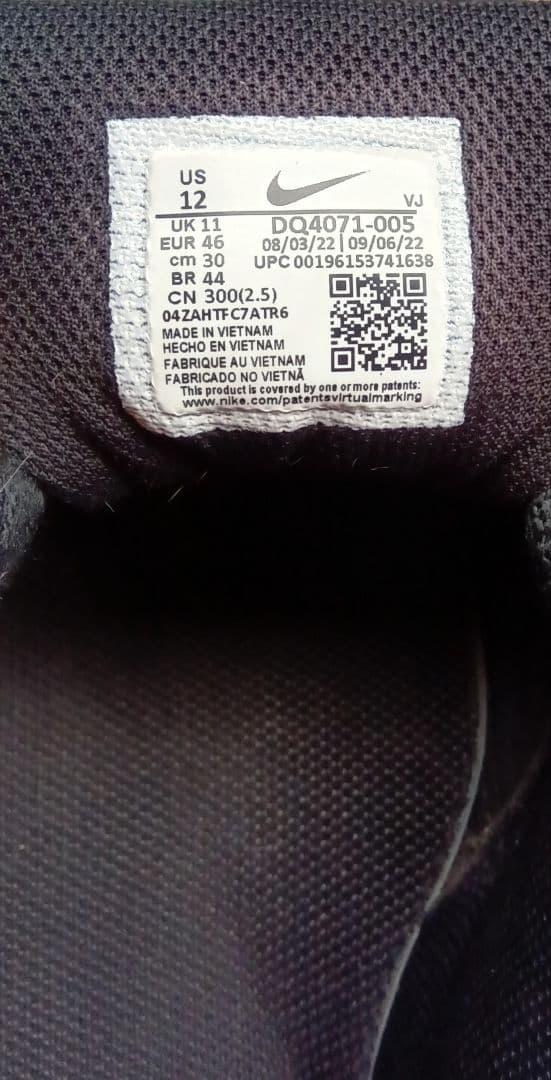 US
12
VJ
UK 11
DQ4071-005
EUR 46
08/03/22 | 09/06/22
cm 30
UPC 00196153741638
BR 44
CN 300(2.5)
04ZAHTFC7ATR6
MADE IN VIETNAM
HECHO EN VIETNAM
FABRIQUE AU VIETNAM
FABRICADO NO VIETNÃ
This product is covered by one or more patents:
www.nike.com/patentsvirtualmarking